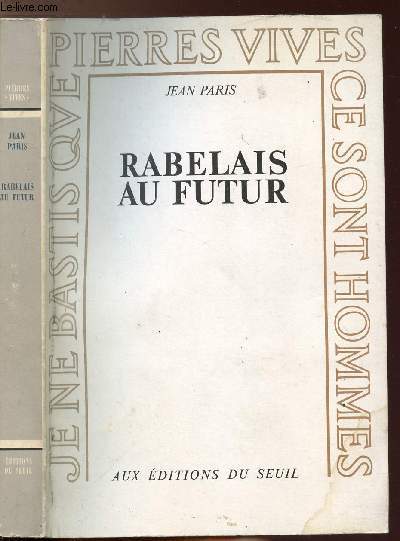 Le-livre.com
PIERRES
«VIVES»
JEAN
PARIS
RABELAIS
AU FUTUR
ÉDITIONS
DU SEUIL
JE NE BASTIS QVE
PIERRES VIVES
CE SONT HOMMES
JEAN PARIS
RABELAIS
AU FUTUR
AUX ÉDITIONS DU SEUIL